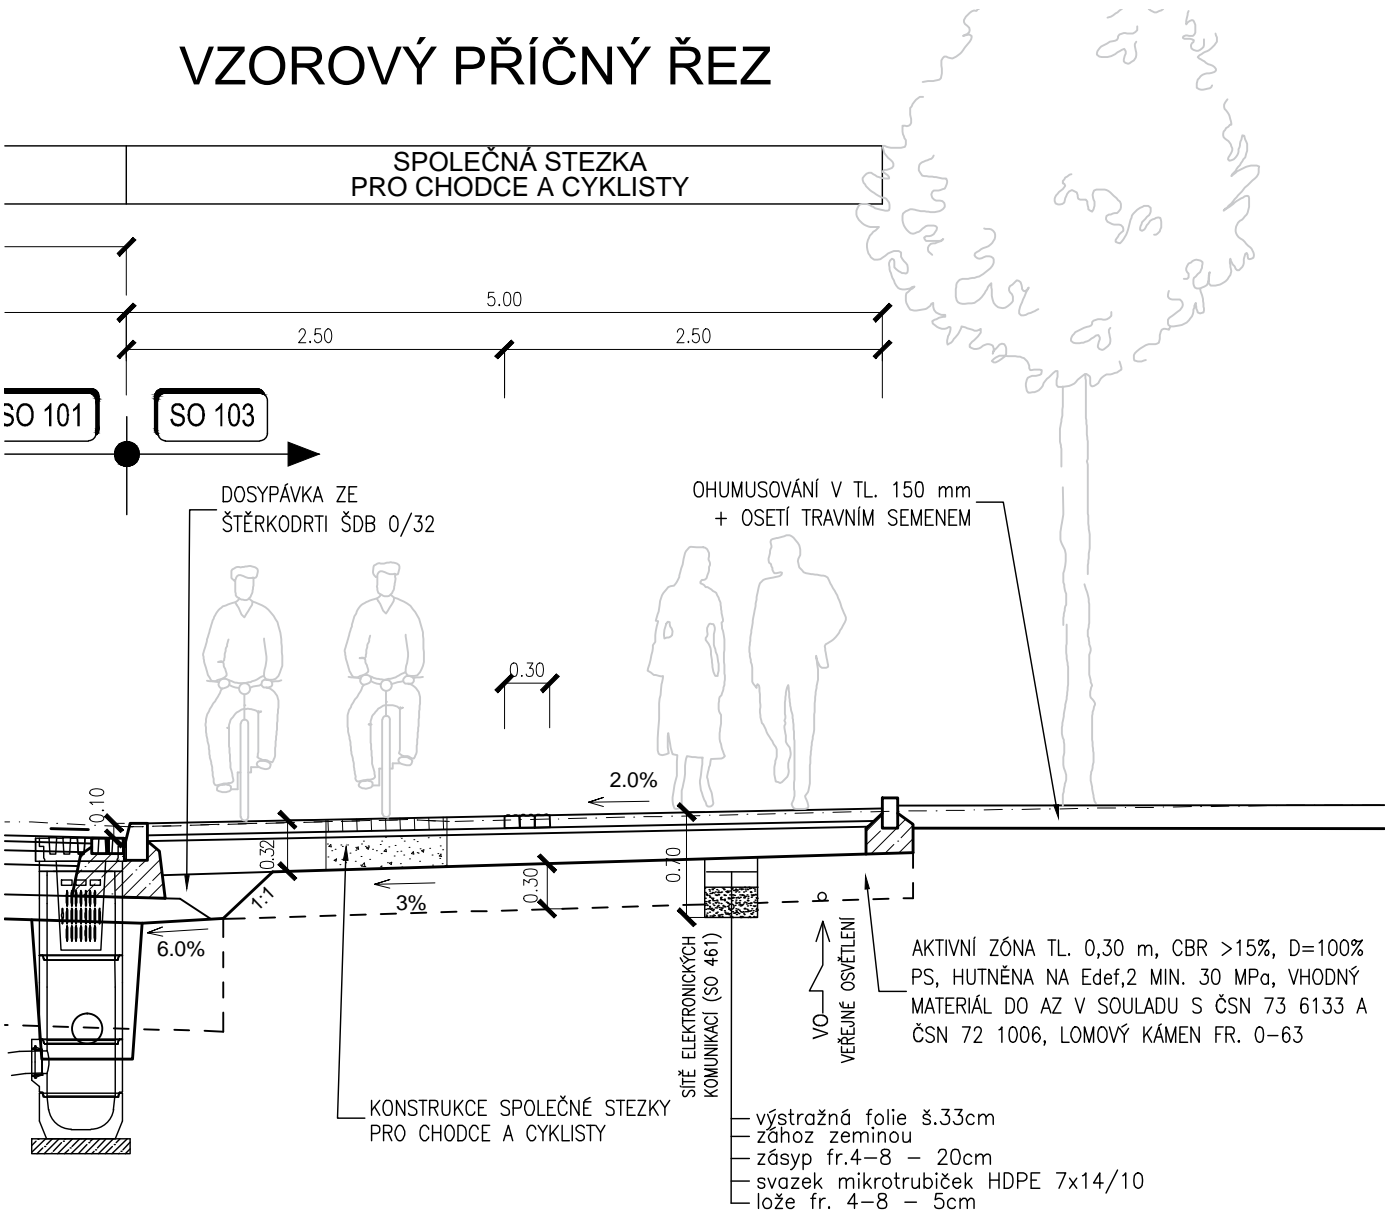 VZOROVÝ PŘÍČNÝ ŘEZ
SPOLEČNÁ STEZKA
PRO CHODCE A CYKLISTY
5.00
2.50
2.50
SO 101
SO 103
DOSYPÁVKA ZE
ŠTĚRKODRTI ŠDB 0/32
OHUMUSOVÁNÍ V TL. 150 mm
+ OSETÍ TRAVNÍM SEMENEM
0.30
2.0%
0.10
0.32
0.30
0.70
1:1
3%
6.0%
SÍTĚ ELEKTRONICKÝCH
KOMUNIKACÍ (SO 461)
VO
VEŘEJNÉ OSVĚTLENÍ
AKTIVNÍ ZÓNA TL. 0,30 m, CBR >15%, D=100%
PS, HUTNĚNA NA Edef,2 MIN. 30 MPa, VHODNÝ
MATERIÁL DO AZ V SOULADU S ČSN 73 6133 A
ČSN 72 1006, LOMOVÝ KÁMEN FR. 0-63
KONSTRUKCE SPOLEČNÉ STEZKY
PRO CHODCE A CYKLISTY
výstražná folie š.33cm
zához zeminou
zásyp fr.4-8 - 20cm
svazek mikrotrubiček HDPE 7x14/10
lože fr. 4-8 - 5cm